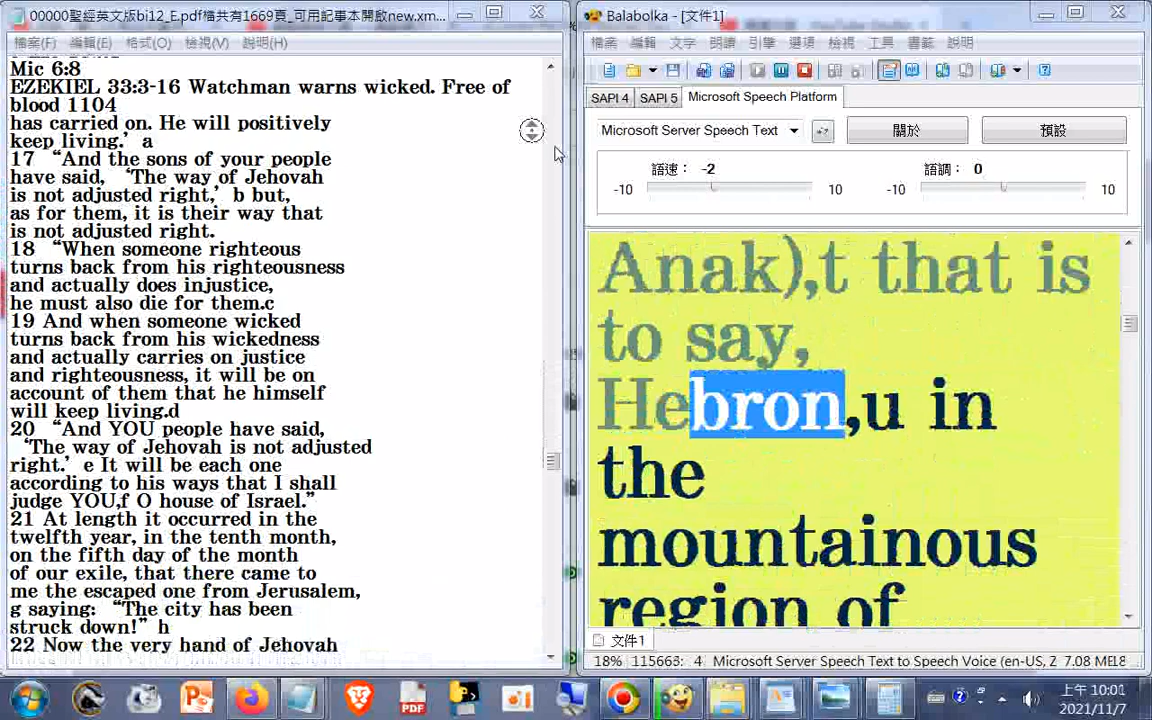 00000聖經英文版bi12_E.pdf檔共有1669頁_可用記事本開啟new.xm...
檔案(F) 編輯(E) 格式(O) 檢視(V) 說明(H)
Mic 6:8
EZEKIEL 33:3-16 Watchman warns wicked. Free of
blood 1104
has carried on. He will positively
keep living.’ a
17 “And the sons of your people
have said, ‘The way of Jehovah
is not adjusted right,’ b but,
as for them, it is their way that
is not adjusted right.
18 “When someone righteous
turns back from his righteousness
and actually does injustice,
he must also die for them.c
19 And when someone wicked
turns back from his wickedness
and actually carries on justice
and righteousness, it will be on
account of them that he himself
will keep living.d
20 “And YOU people have said,
‘The way of Jehovah is not adjusted
right.’ e It will be each one
according to his ways that I shall
judge YOU,f O house of Israel.”
21 At length it occurred in the
twelfth year, in the tenth month,
on the fifth day of the month
of our exile, that there came to
me the escaped one from Jerusalem,
g saying: “The city has been
struck down!” h
22 Now the very hand of Jehovah
Balabolka - [文件1]
檔案 編輯 文字 朗讀 引擎 選項 檢視 工具 書籤 說明
SAPI 4 SAPI 5 Microsoft Speech Platform
Microsoft Server Speech Text 關於 預設
語速： -2 語調： 0
-10 10 -10 10
Anak),t that is
to say,
Hebron,u in
the
mountainous
region of
文件1
18% 115663: 4 Microsoft Server Speech Text to Speech Voice (en-US, Z 7.08 MB
上午 10:01
2021/11/7